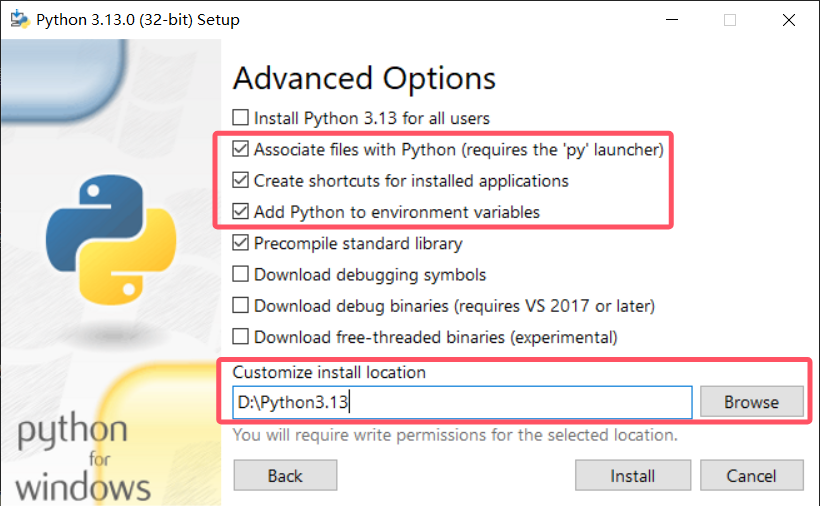 Python 3.13.0 (32-bit) Setup
Advanced Options
Install Python 3.13 for all users
Associate files with Python (requires the 'py' launcher)
Create shortcuts for installed applications
Add Python to environment variables
Precompile standard library
Download debugging symbols
Download debug binaries (requires VS 2017 or later)
Download free-threaded binaries (experimental)
Customize install location
D:\Python3.13
Browse
You will require write permissions for the selected location.
python
for
windows
Back
Install
Cancel